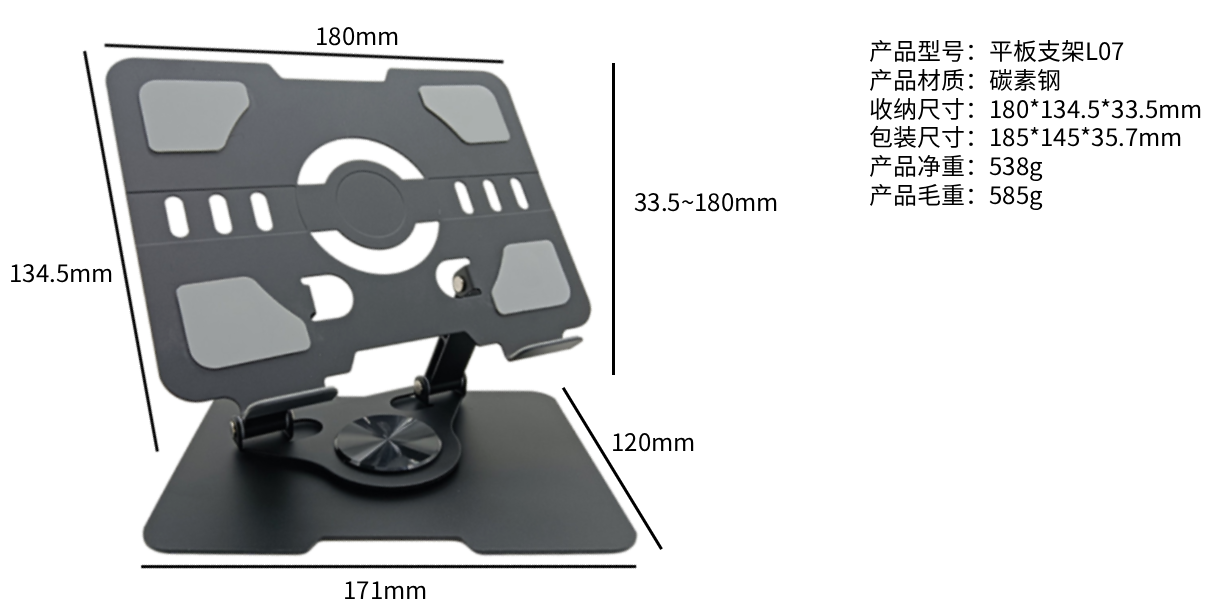 180mm
产品型号：平板支架L07
产品材质：碳素钢
收纳尺寸：180*134.5*33.5mm
包装尺寸：185*145*35.7mm
产品净重：538g
产品毛重：585g
33.5~180mm
134.5mm
120mm
171mm